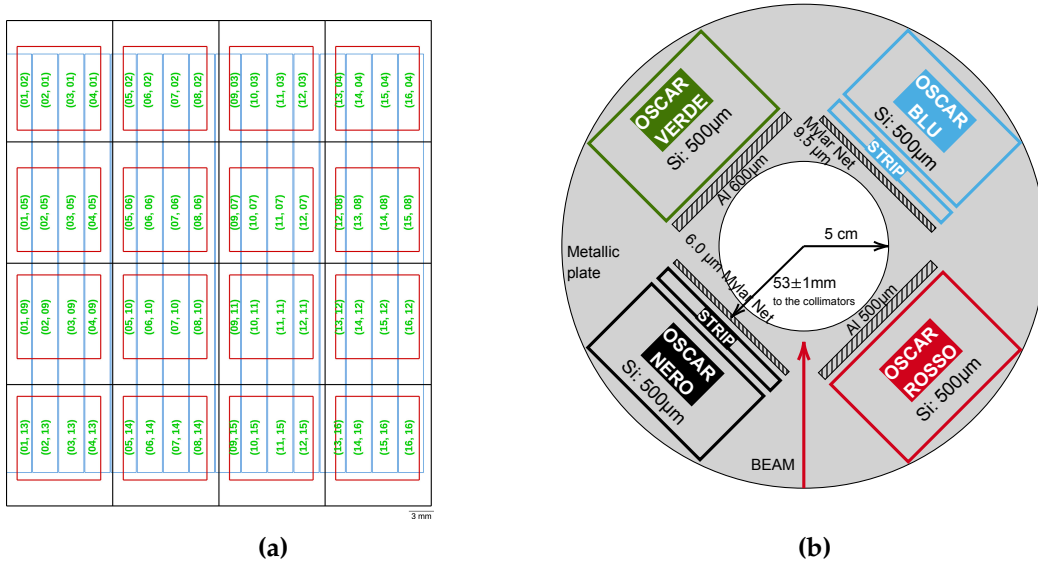 (01, 02) (02, 01) (03, 01) (04, 01) (05, 02) (06, 02) (07, 02) (08, 02) (09, 03) (10, 03) (11, 03) (12, 03) (13, 04) (14, 04) (15, 04) (16, 04)
(01, 05) (02, 05) (03, 05) (04, 05) (05, 06) (06, 06) (07, 06) (08, 06) (09, 07) (10, 07) (11, 07) (12, 07) (12, 08) (13, 08) (14, 08) (15, 08)
(01, 09) (02, 09) (03, 09) (04, 09) (05, 10) (06, 10) (07, 10) (08, 10) (09, 11) (10, 11) (11, 11) (12, 11) (13, 12) (14, 12) (15, 12) (16, 12)
(01, 13) (02, 13) (03, 13) (04, 13) (05, 14) (06, 14) (07, 14) (08, 14) (09, 15) (10, 15) (11, 15) (12, 15) (13, 16) (14, 16) (15, 16) (16, 16)
3 mm
(a)
OSCAR
VERDE
Si: 500µm
Al 600µm
OSCAR
BLU
Si: 500µm
STRIP
Mylar Net
9.5 µm
5 cm
Metallic
plate
6.0 µm Mylar Net
53±1mm
to the collimators
STRIP
OSCAR
NERO
Si: 500µm
Al 500µm
OSCAR
ROSSO
Si: 500µm
BEAM
(b)